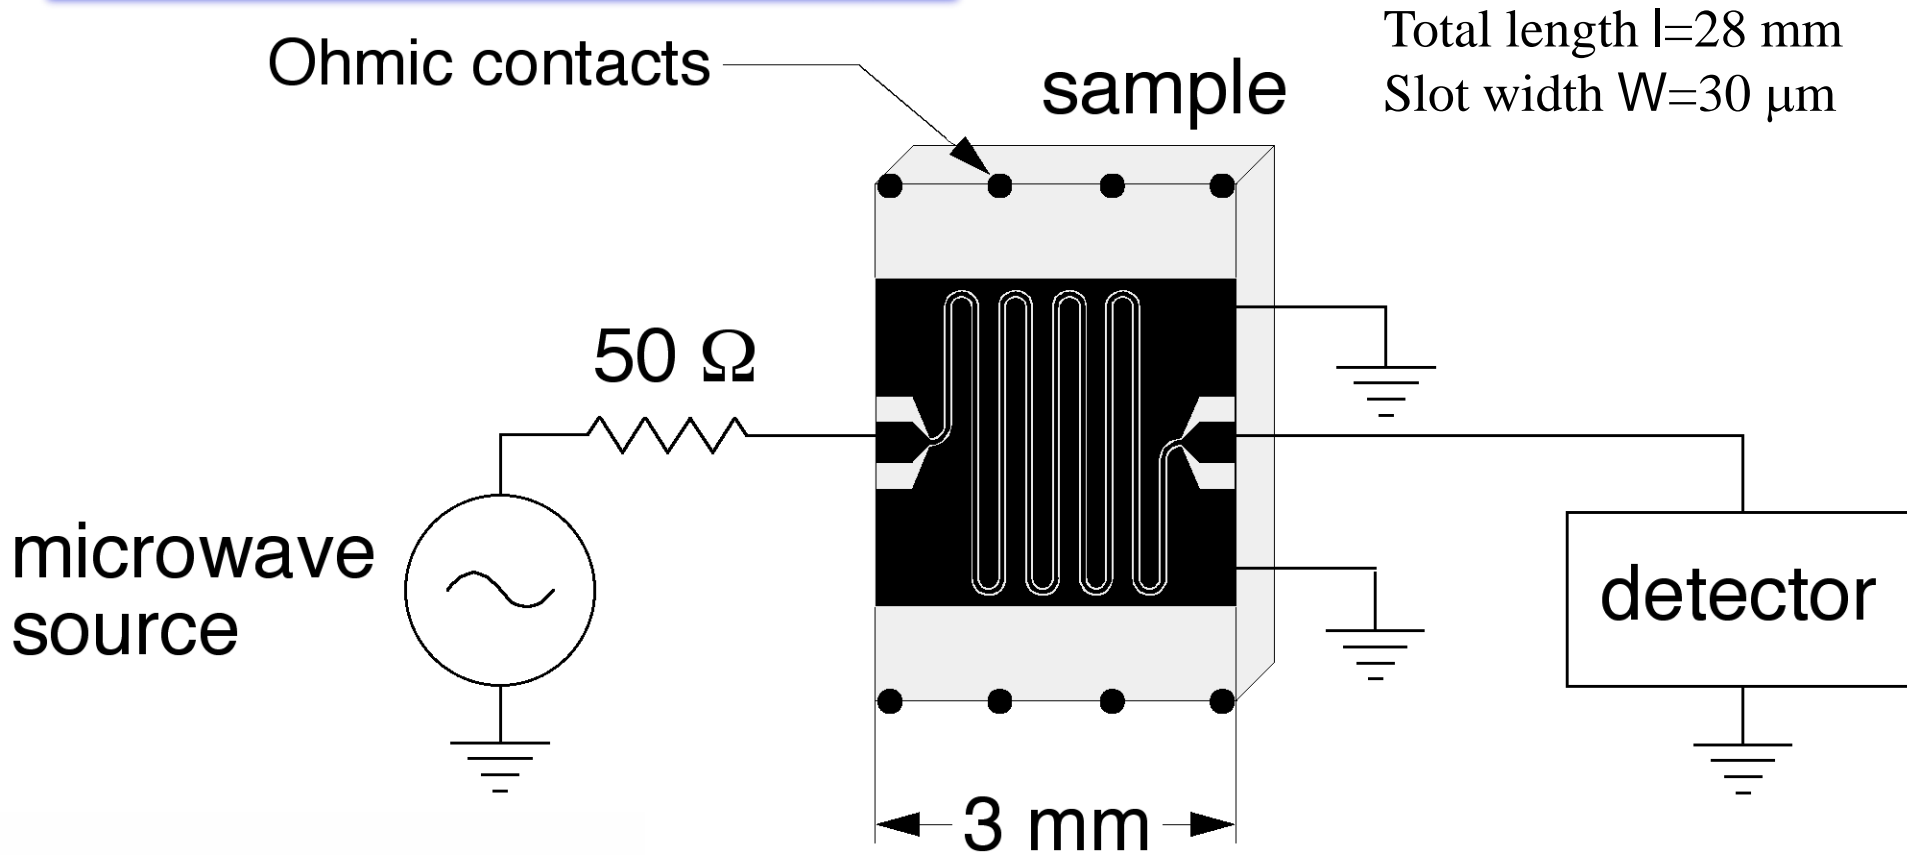 Total length l=28 mm
Slot width W=30 μm
Ohmic contacts
sample
50 Ω
microwave
source
detector
3 mm